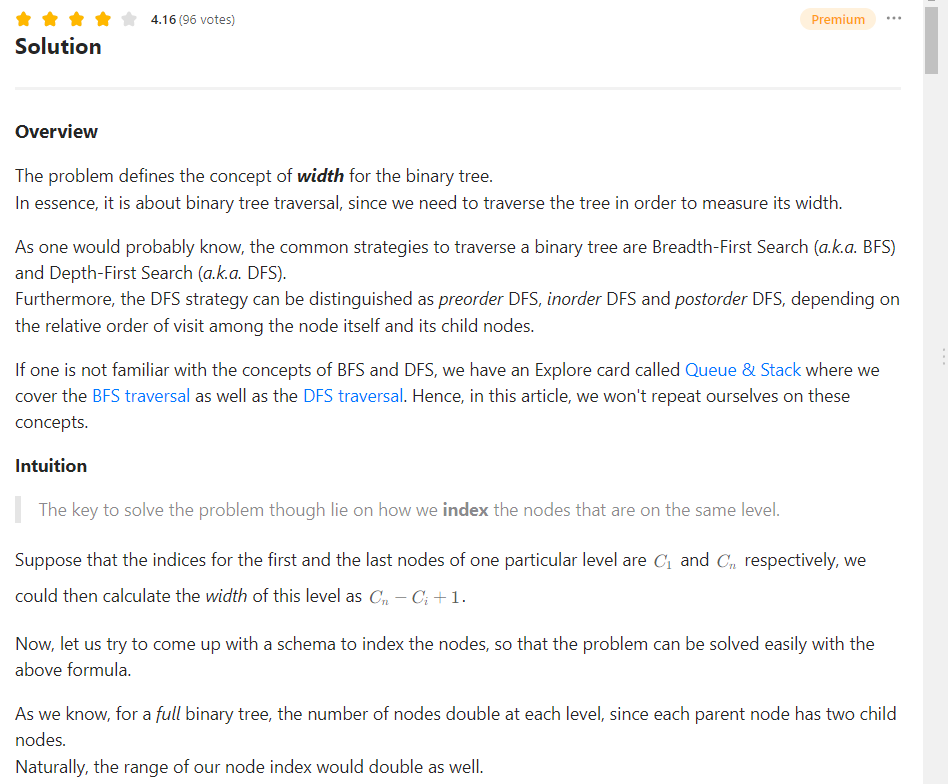 4.16 (96 votes)
Premium
Solution
Overview
The problem defines the concept of width for the binary tree.
In essence, it is about binary tree traversal, since we need to traverse the tree in order to measure its width.
As one would probably know, the common strategies to traverse a binary tree are Breadth-First Search (a.k.a. BFS)
and Depth-First Search (a.k.a. DFS).
Furthermore, the DFS strategy can be distinguished as preorder DFS, inorder DFS and postorder DFS, depending on
the relative order of visit among the node itself and its child nodes.
If one is not familiar with the concepts of BFS and DFS, we have an Explore card called Queue & Stack where we
cover the BFS traversal as well as the DFS traversal. Hence, in this article, we won't repeat ourselves on these
concepts.
Intuition
The key to solve the problem though lie on how we index the nodes that are on the same level.
Suppose that the indices for the first and the last nodes of one particular level are C₁ and Cₙ respectively, we
could then calculate the width of this level as Cₙ − Cᵢ + 1.
Now, let us try to come up with a schema to index the nodes, so that the problem can be solved easily with the
above formula.
As we know, for a full binary tree, the number of nodes double at each level, since each parent node has two child
nodes.
Naturally, the range of our node index would double as well.